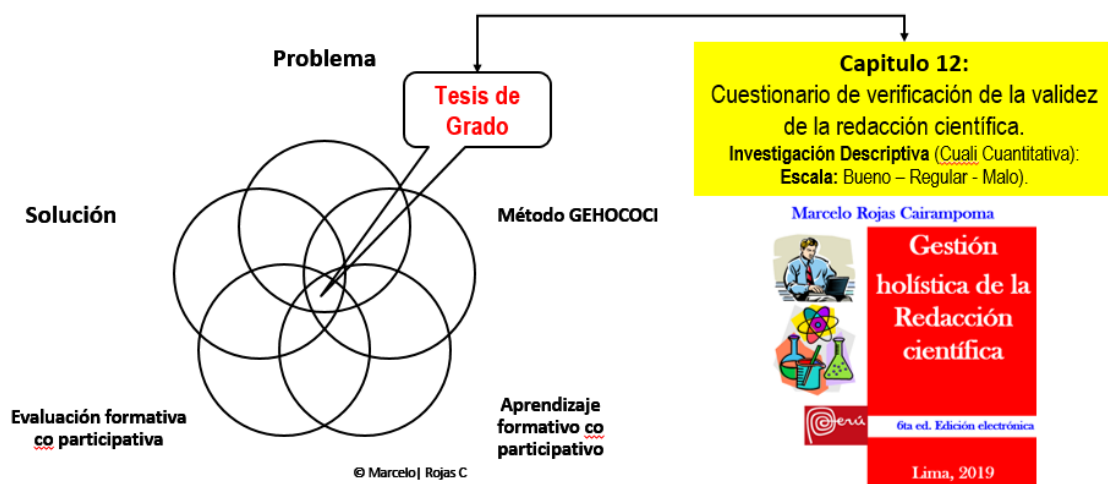 Problema
Tesis de
Grado
Solución
Método GEHOCOCI
Evaluación formativa
co participativa
Aprendizaje
formativo co
participativo
© Marcelo| Rojas C
Capitulo 12:
Cuestionario de verificación de la validez
de la redacción científica.
Investigación Descriptiva (Cuali Cuantitativa):
Escala: Bueno – Regular - Malo).
Marcelo Rojas Cairampoma
Gestión
holística de la
Redacción
científica
Perú
6ta ed. Edición electrónica
Lima, 2019